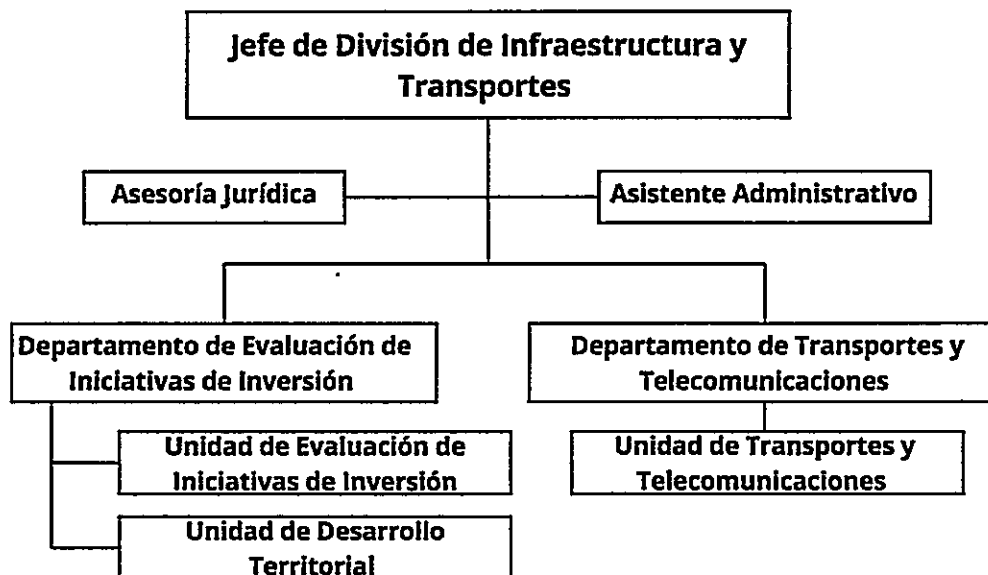 Jefe de División de Infraestructura y
Transportes
Asesoría Jurídica
Asistente Administrativo
Departamento de Evaluación de
Iniciativas de Inversión
Departamento de Transportes y
Telecomunicaciones
Unidad de Evaluación de
Iniciativas de Inversión
Unidad de Transportes y
Telecomunicaciones
Unidad de Desarrollo
Territorial